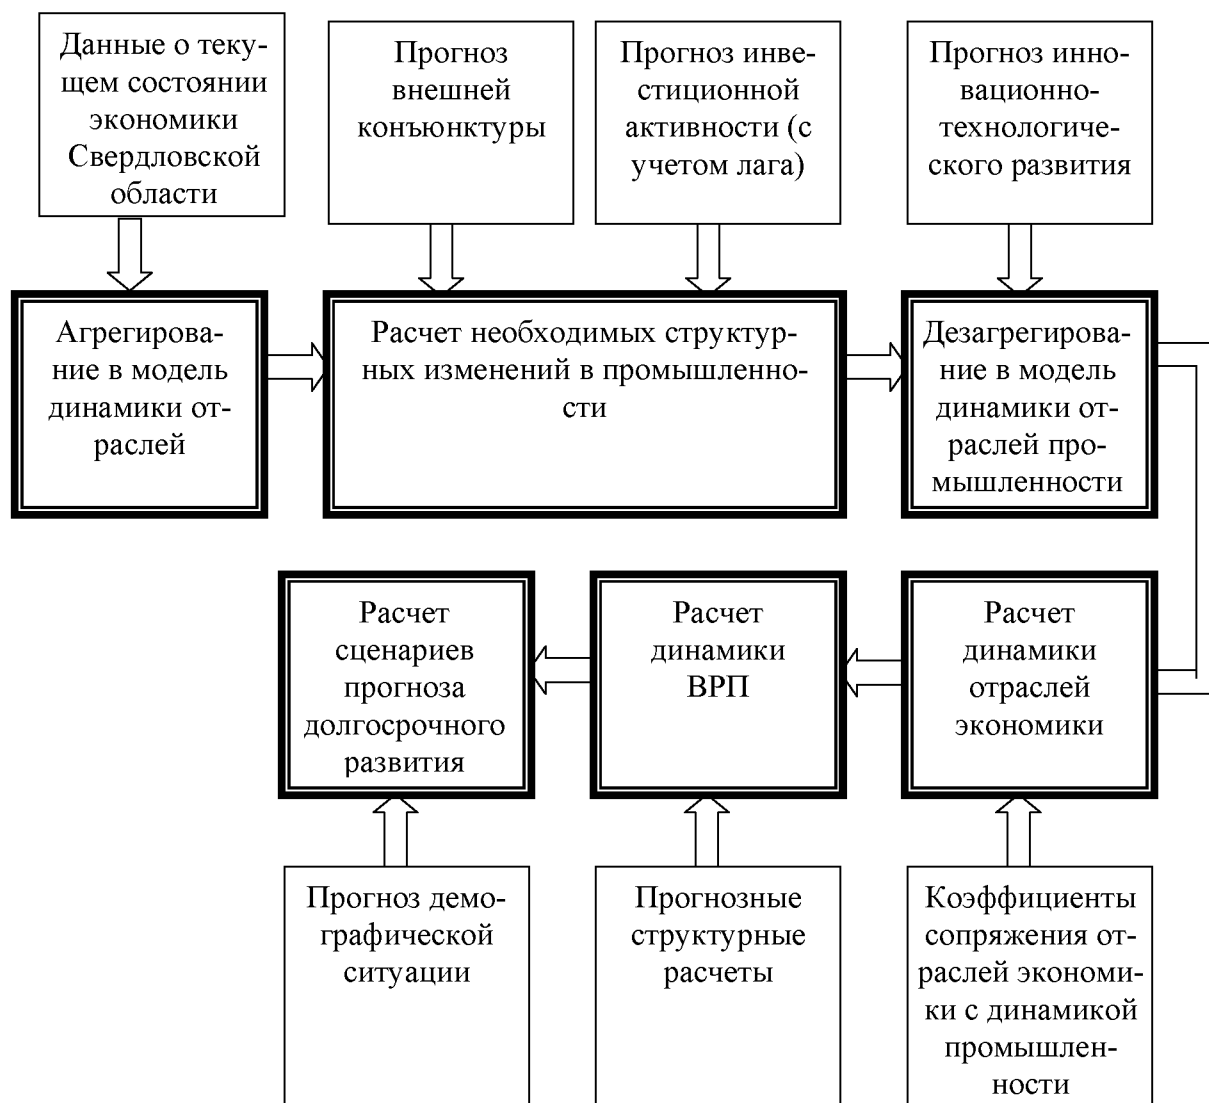 Данные о теку-
щем состоянии
экономики
Свердловской
области
Прогноз
внешней
конъюнктуры
Прогноз инве-
стиционной
активности (с
учетом лага)
Прогноз инно-
вационно-
технологиче-
ского развития
Агрегирова-
ние в модель
динамики от-
раслей
Расчет необходимых структур-
ных изменений в промышленно-
сти
Дезагрегирова-
ние в модель
динамики от-
раслей про-
мышленности
Расчет
сценариев
прогноза
долгосрочного
развития
Расчет
динамики
ВРП
Расчет
динамики
отраслей
экономики
Прогноз демо-
графической
ситуации
Прогнозные
структурные
расчеты
Коэффициенты
сопряжения от-
раслей экономи-
ки с динамикой
промышлен-
ности